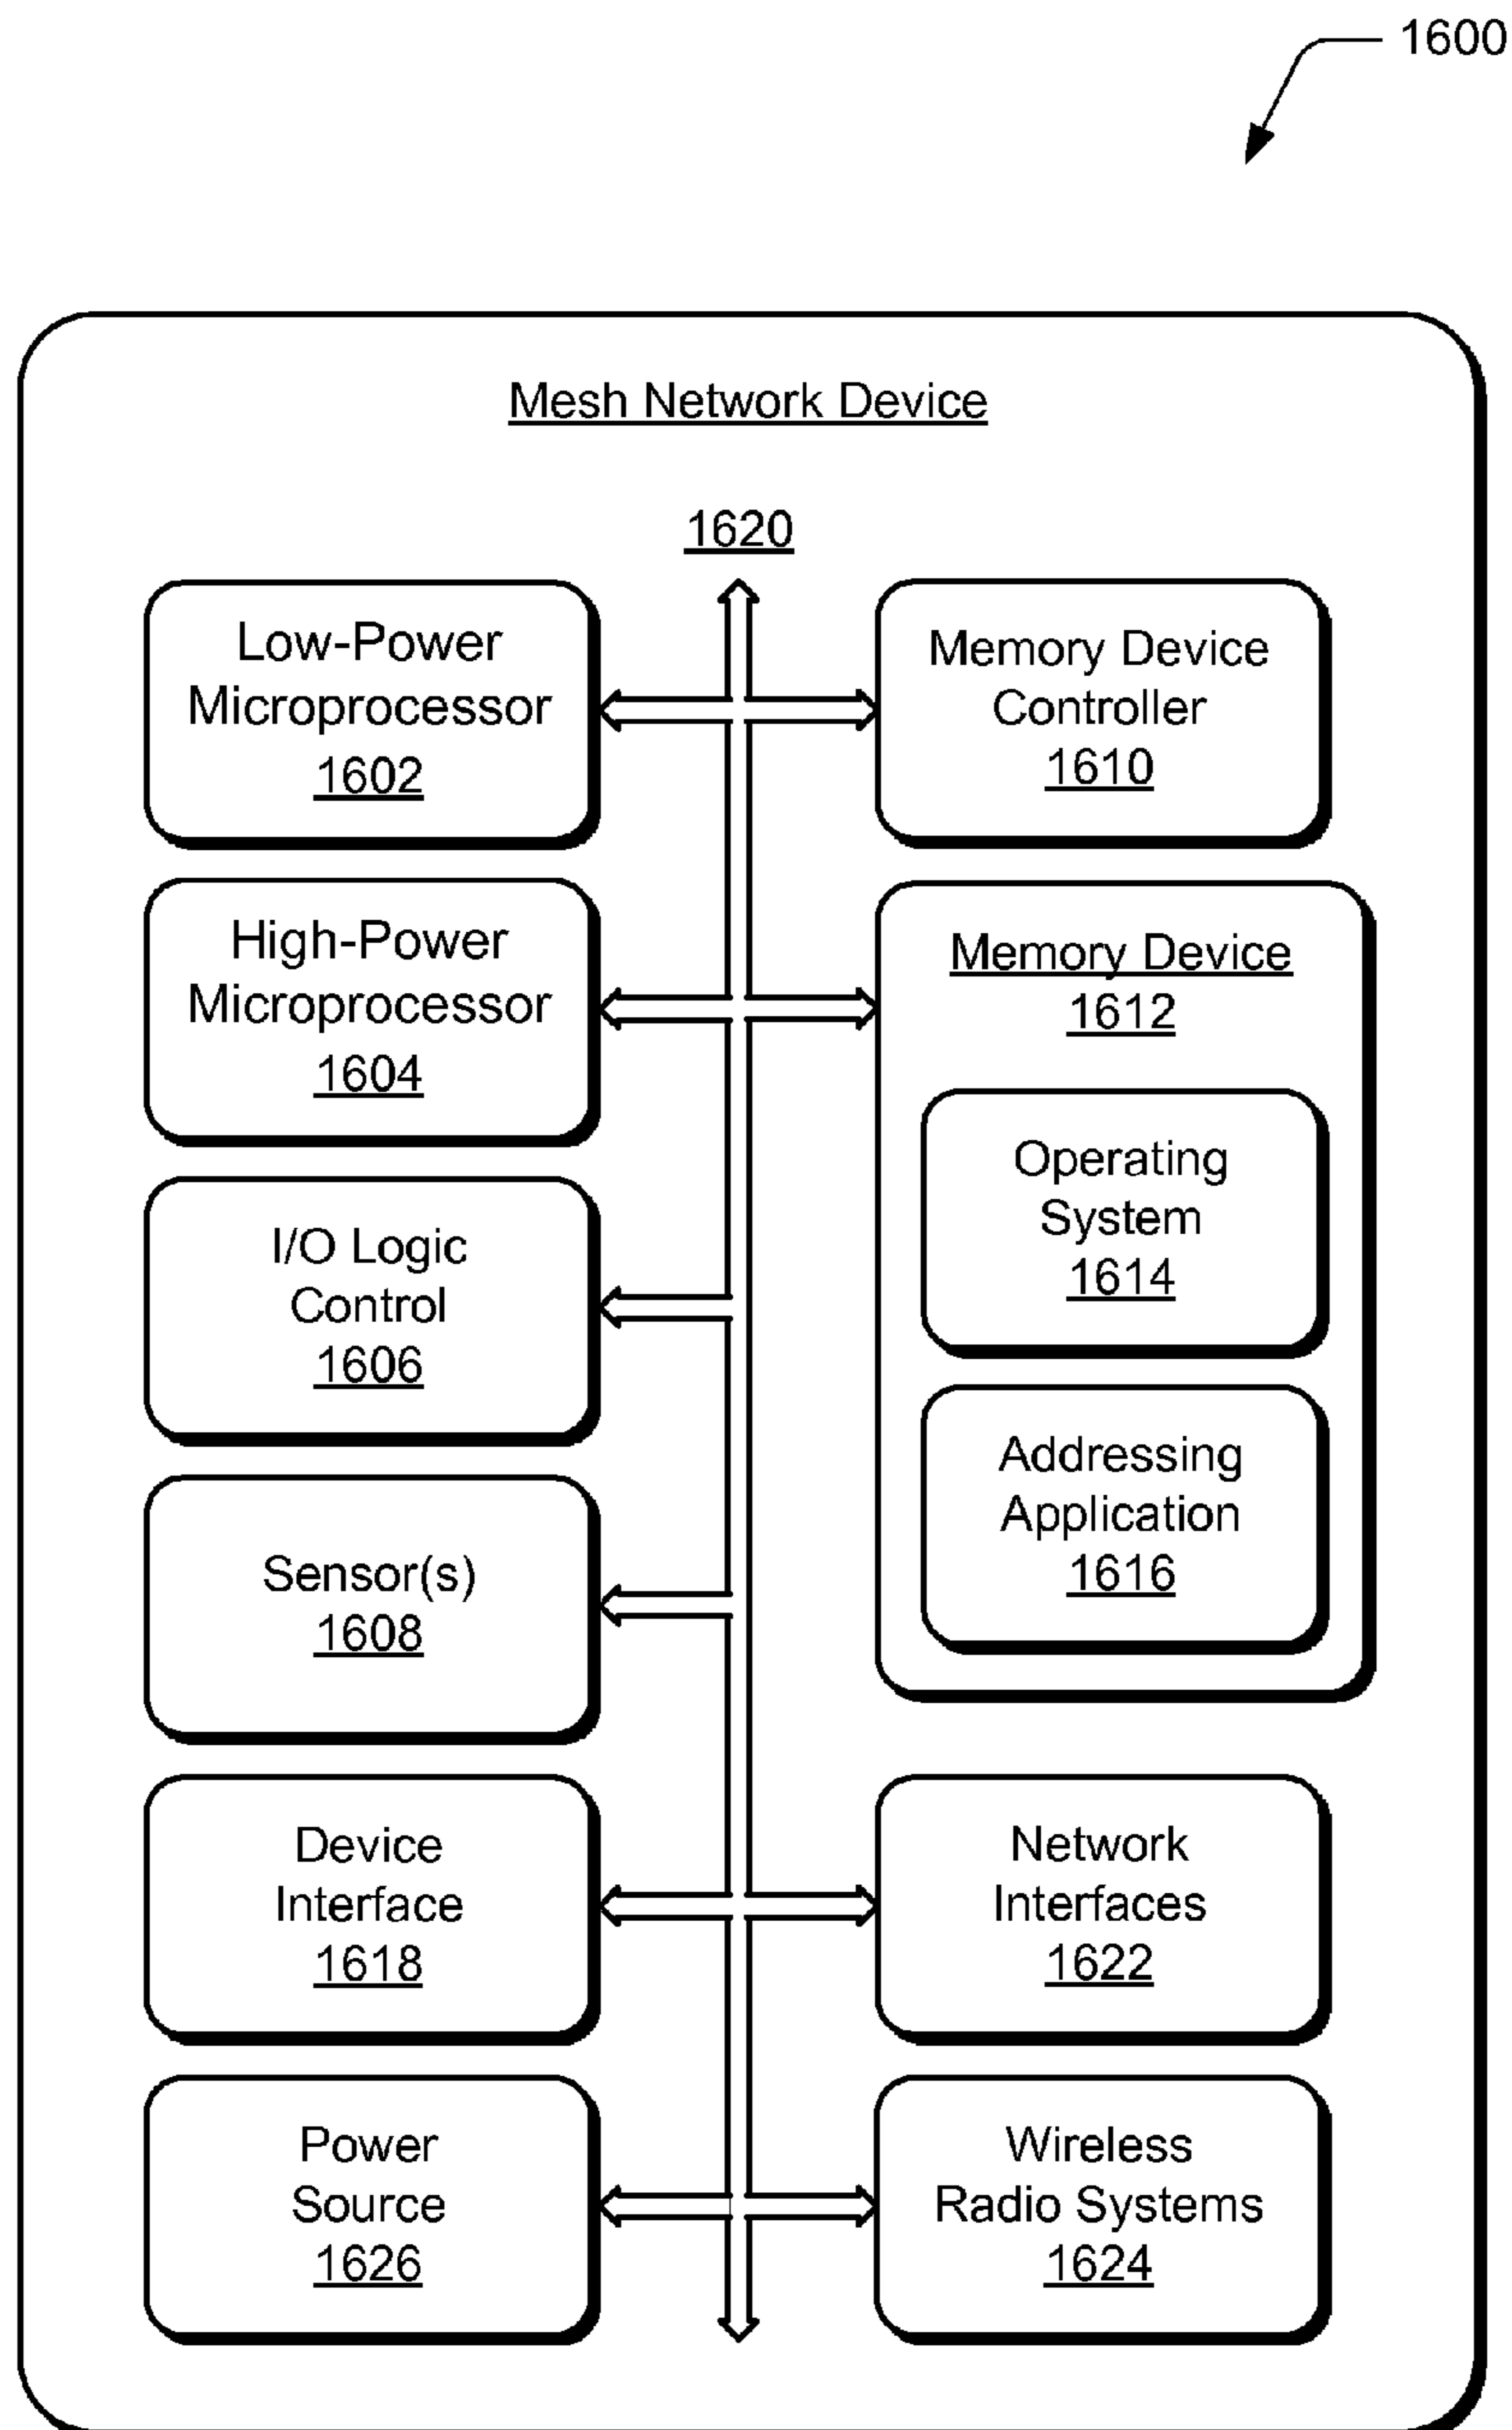 1600
Mesh Network Device
1620
Low-Power
Microprocessor
1602
High-Power
Microprocessor
1604
I/O Logic
Control
1606
Sensor(s)
1608
Device
Interface
1618
Power
Source
1626
Memory Device
Controller
1610
Memory Device
1612
Operating
System
1614
Addressing
Application
1616
Network
Interfaces
1622
Wireless
Radio Systems
1624